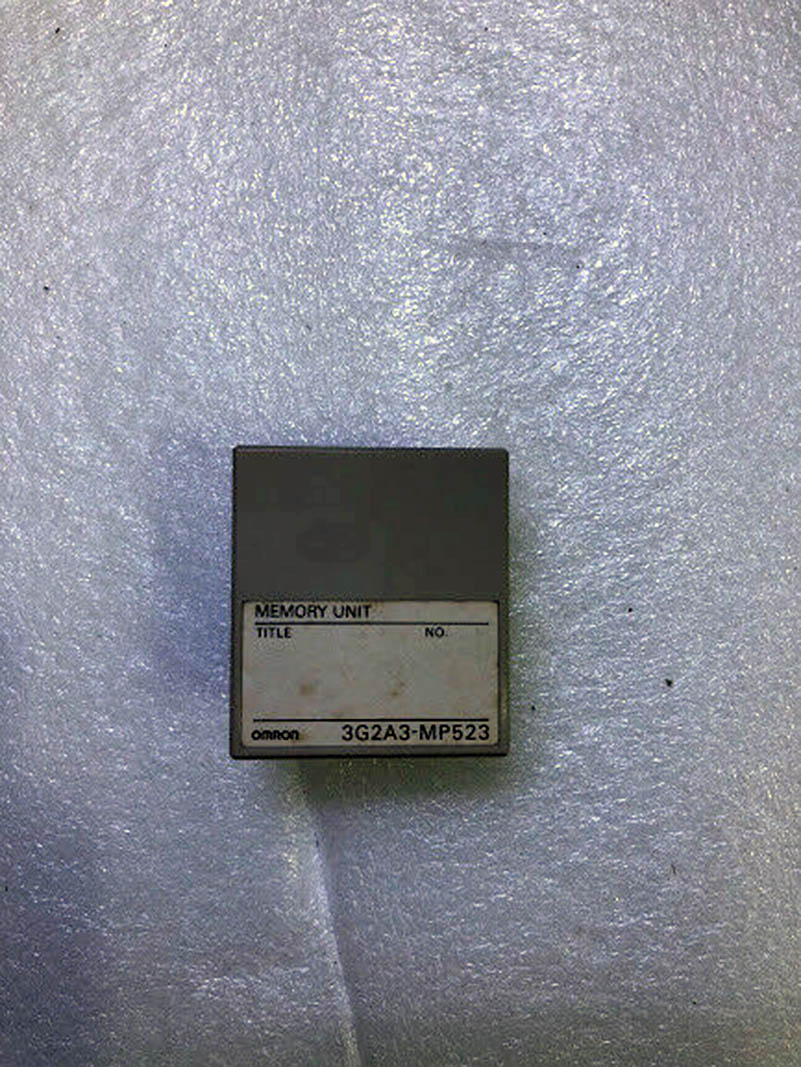 MEMORY UNIT
TITLE NO.
OMRON 3G2A3-MP523